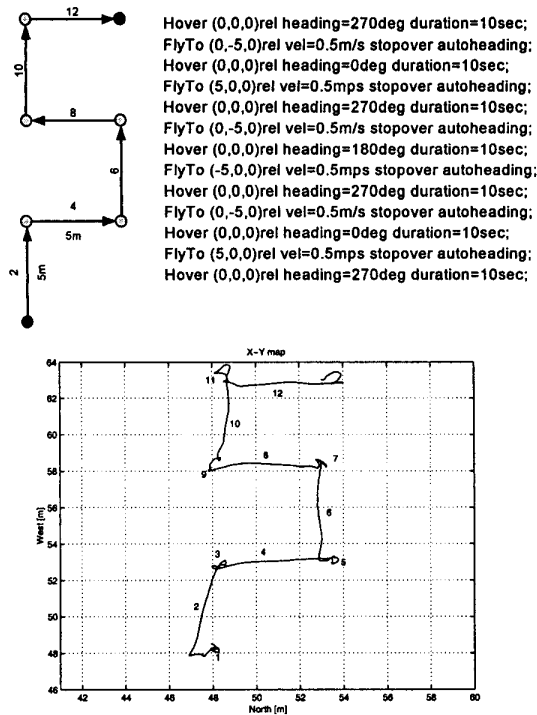 12
10
8
6
4
5m
2
5m
Hover (0,0,0)rel heading=270deg duration=10sec;
FlyTo (0,-5,0)rel vel=0.5m/s stopover autoheading;
Hover (0,0,0)rel heading=0deg duration=10sec;
FlyTo (5,0,0)rel vel=0.5mps stopover autoheading;
Hover (0,0,0)rel heading=270deg duration=10sec;
FlyTo (0,-5,0)rel vel=0.5m/s stopover autoheading;
Hover (0,0,0)rel heading=180deg duration=10sec;
FlyTo (-5,0,0)rel vel=0.5mps stopover autoheading;
Hover (0,0,0)rel heading=270deg duration=10sec;
FlyTo (0,-5,0)rel vel=0.5m/s stopover autoheading;
Hover (0,0,0)rel heading=0deg duration=10sec;
FlyTo (5,0,0)rel vel=0.5mps stopover autoheading;
Hover (0,0,0)rel heading=270deg duration=10sec;
X-Y map
64
62
60
58
56
54
52
50
48
46
West [m]
11
12
10
9
8
7
6
3
4
5
2
1
42
44
46
48
50
52
54
56
58
60
North [m]